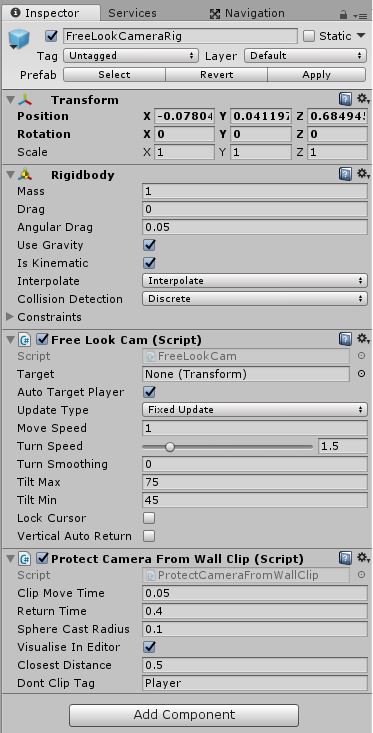 Inspector Services Navigation
FreeLookCameraRig Static
Tag Untagged Layer Default
Prefab Select Revert Apply
Transform
Position X -0.07804 Y 0.041197 Z 0.68494
Rotation X 0 Y 0 Z 0
Scale X 1 Y 1 Z 1
Rigidbody
Mass 1
Drag 0
Angular Drag 0.05
Use Gravity
Is Kinematic
Interpolate Interpolate
Collision Detection Discrete
Constraints
Free Look Cam (Script)
Script FreeLookCam
Target None (Transform)
Auto Target Player
Update Type Fixed Update
Move Speed 1
Turn Speed 1.5
Turn Smoothing 0
Tilt Max 75
Tilt Min 45
Lock Cursor
Vertical Auto Return
Protect Camera From Wall Clip (Script)
Script ProtectCameraFromWallClip
Clip Move Time 0.05
Return Time 0.4
Sphere Cast Radius 0.1
Visualise In Editor
Closest Distance 0.5
Dont Clip Tag Player
Add Component